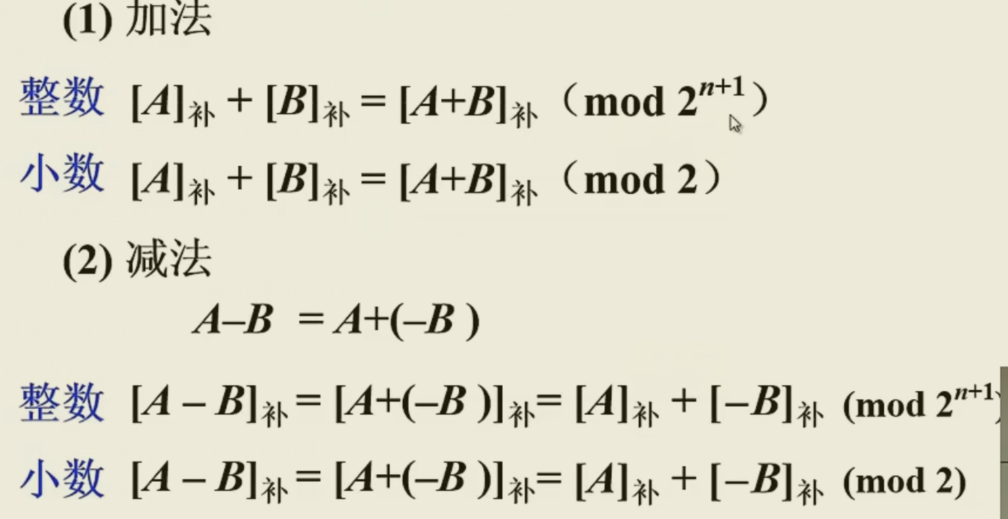 (1) 加法
整数 [A]补 + [B]补 = [A+B]补（mod 2^{n+1}）
小数 [A]补 + [B]补 = [A+B]补（mod 2）
(2) 减法
A–B = A+(–B )
整数 [A – B]补 = [A+(–B )]补 = [A]补 + [–B]补 (mod 2^{n+1})
小数 [A – B]补 = [A+(–B )]补 = [A]补 + [–B]补 (mod 2)